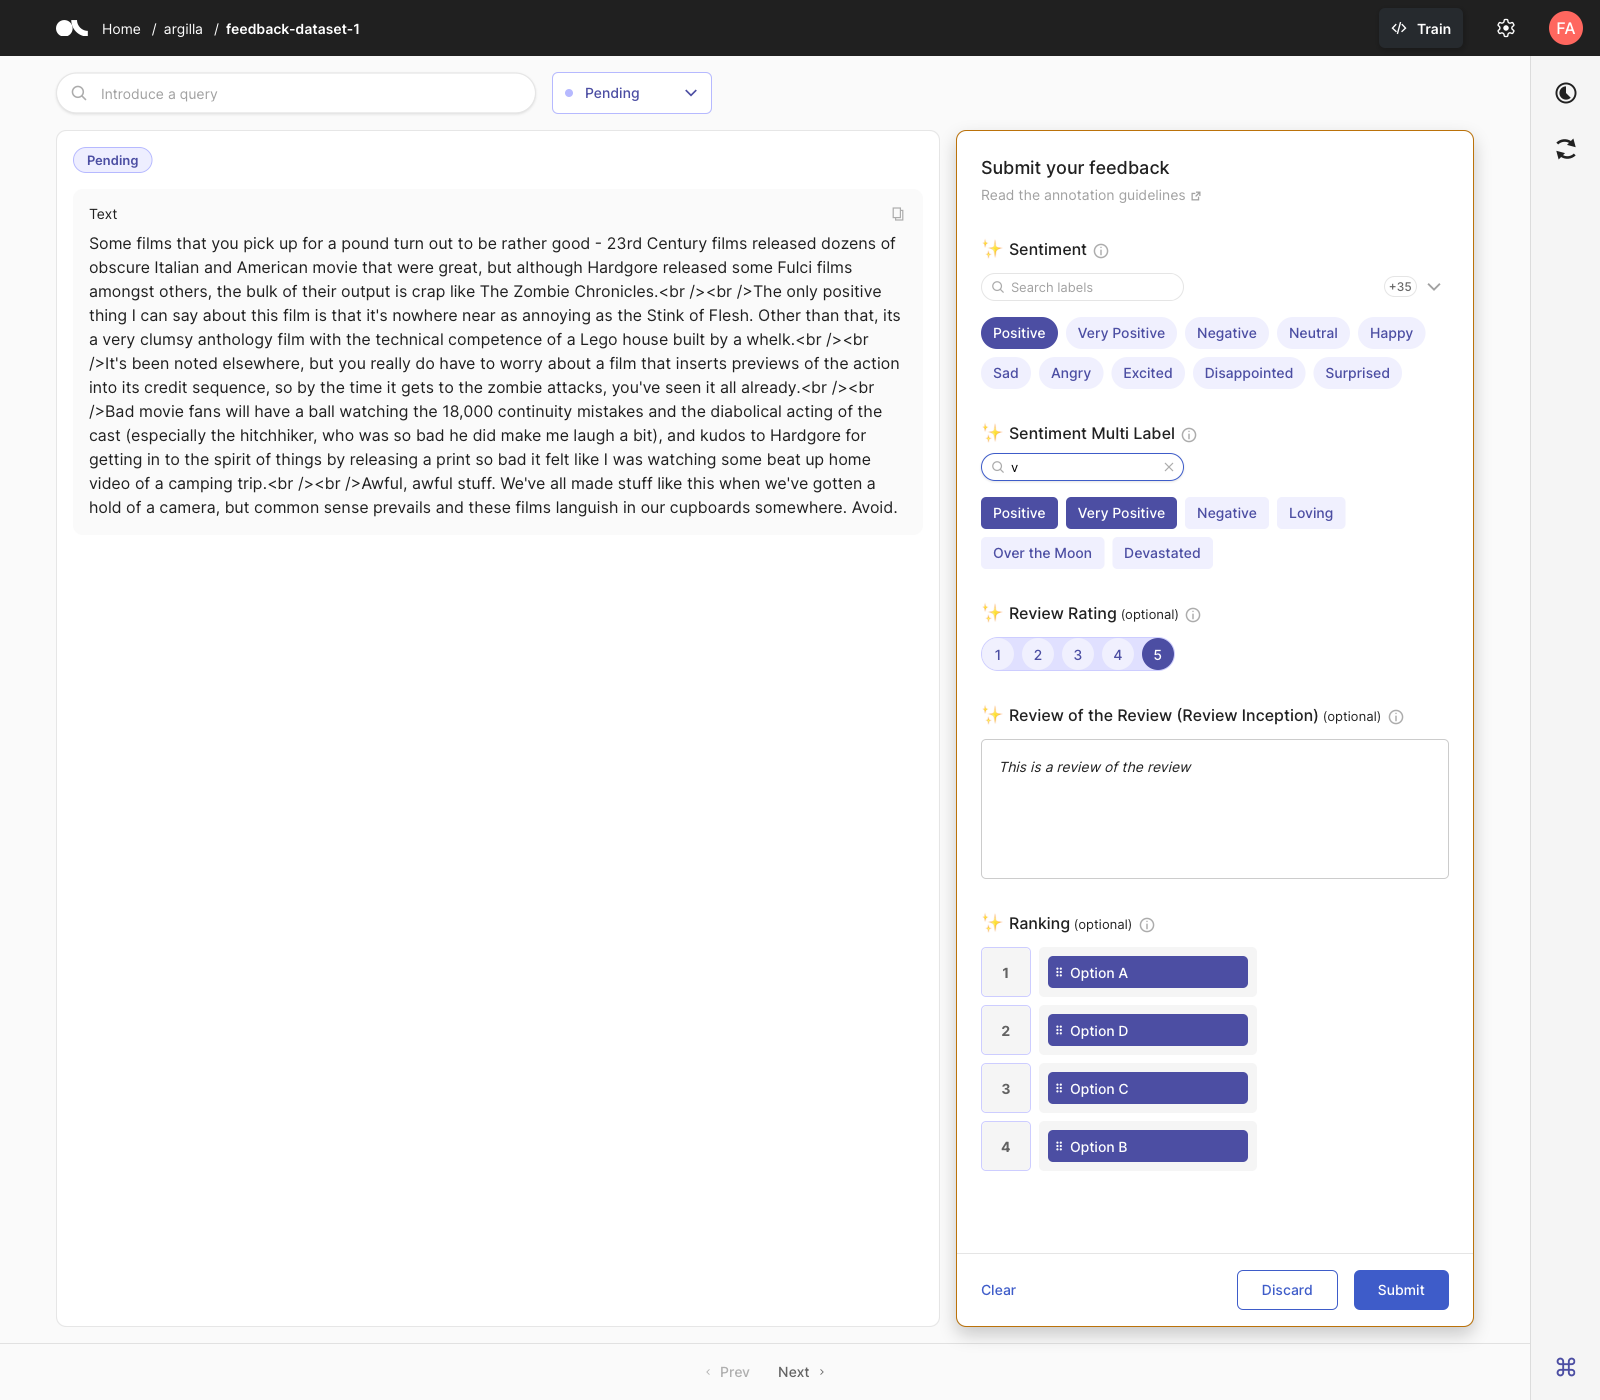 Home / argilla / feedback-dataset-1
Train
FA
Introduce a query
Pending
Pending
Text
Some films that you pick up for a pound turn out to be rather good - 23rd Century films released dozens of
obscure Italian and American movie that were great, but although Hardgore released some Fulci films
amongst others, the bulk of their output is crap like The Zombie Chronicles.<br /><br />The only positive
thing I can say about this film is that it's nowhere near as annoying as the Stink of Flesh. Other than that, its
a very clumsy anthology film with the technical competence of a Lego house built by a whelk.<br /><br
/>It's been noted elsewhere, but you really do have to worry about a film that inserts previews of the action
into its credit sequence, so by the time it gets to the zombie attacks, you've seen it all already.<br /><br
/>Bad movie fans will have a ball watching the 18,000 continuity mistakes and the diabolical acting of the
cast (especially the hitchhiker, who was so bad he did make me laugh a bit), and kudos to Hardgore for
getting in to the spirit of things by releasing a print so bad it felt like I was watching some beat up home
video of a camping trip.<br /><br />Awful, awful stuff. We've all made stuff like this when we've gotten a
hold of a camera, but common sense prevails and these films languish in our cupboards somewhere. Avoid.
Submit your feedback
Read the annotation guidelines
✨ Sentiment
Search labels
+35
Positive Very Positive Negative Neutral Happy
Sad Angry Excited Disappointed Surprised
✨ Sentiment Multi Label
v
Positive Very Positive Negative Loving
Over the Moon Devastated
✨ Review Rating (optional)
1 2 3 4 5
✨ Review of the Review (Review Inception) (optional)
This is a review of the review
✨ Ranking (optional)
1 Option A
2 Option D
3 Option C
4 Option B
Clear Discard Submit
‹ Prev Next ›